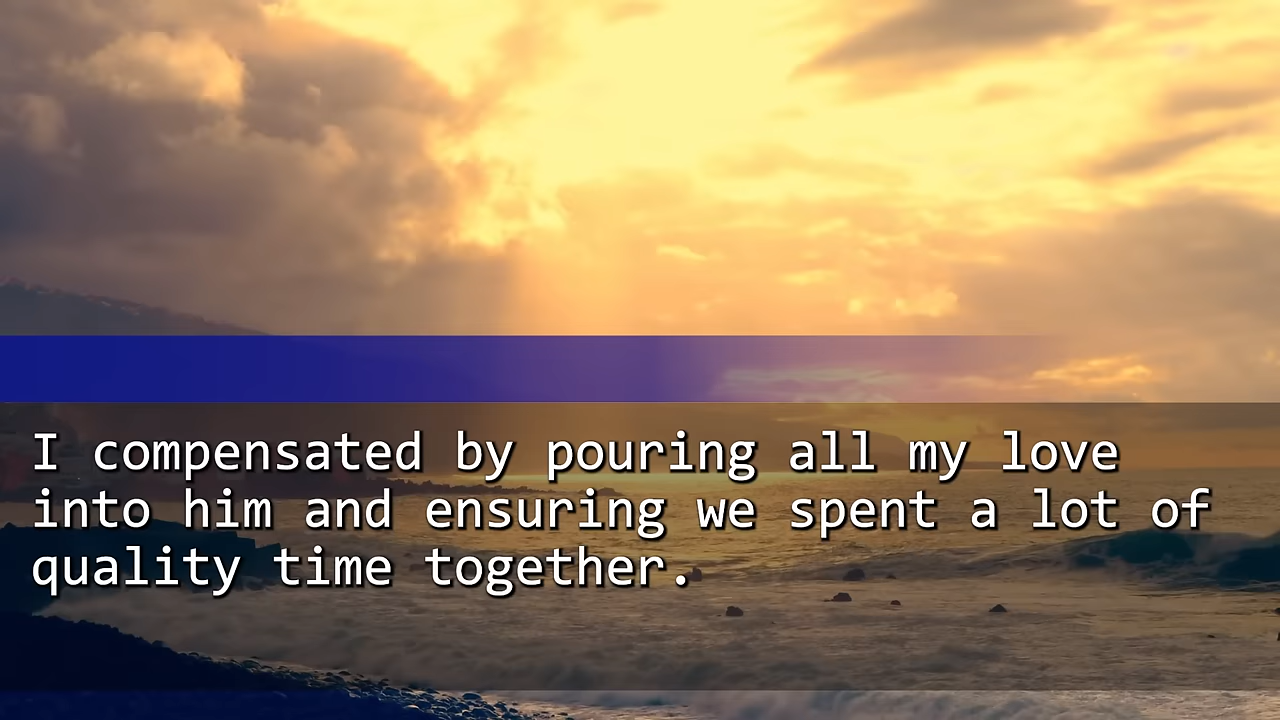 I compensated by pouring all my love
into him and ensuring we spent a lot of
quality time together.